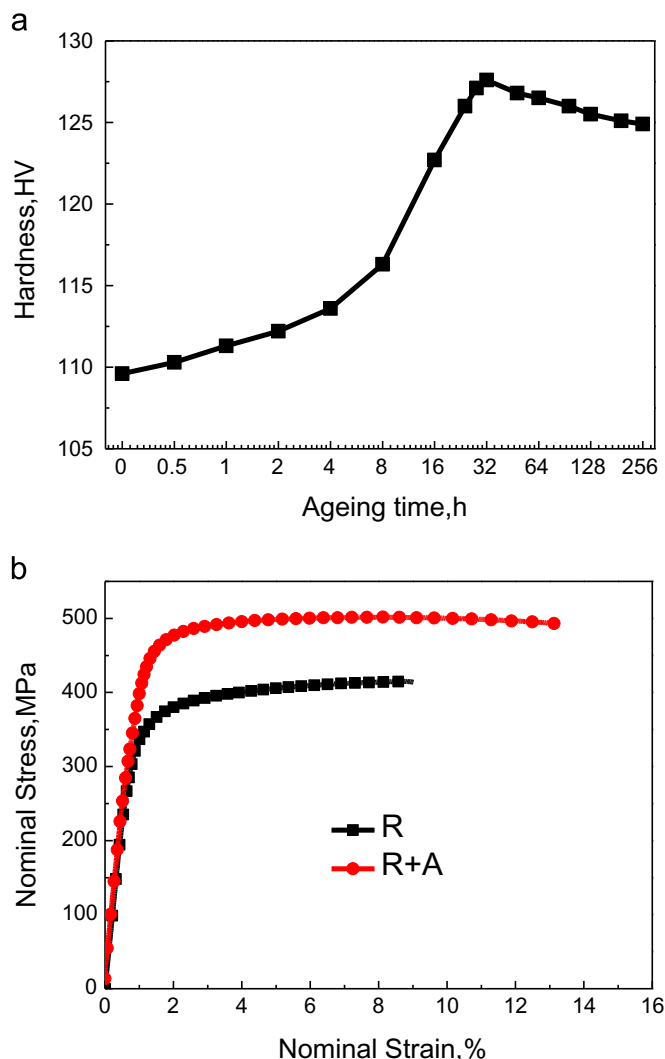 a
130
125
120
115
110
105
Hardness,HV
0 0.5 1 2 4 8 16 32 64 128 256
Ageing time,h
b
500
400
300
200
100
0
Nominal Stress,MPa
R
R+A
0 2 4 6 8 10 12 14 16
Nominal Strain,%